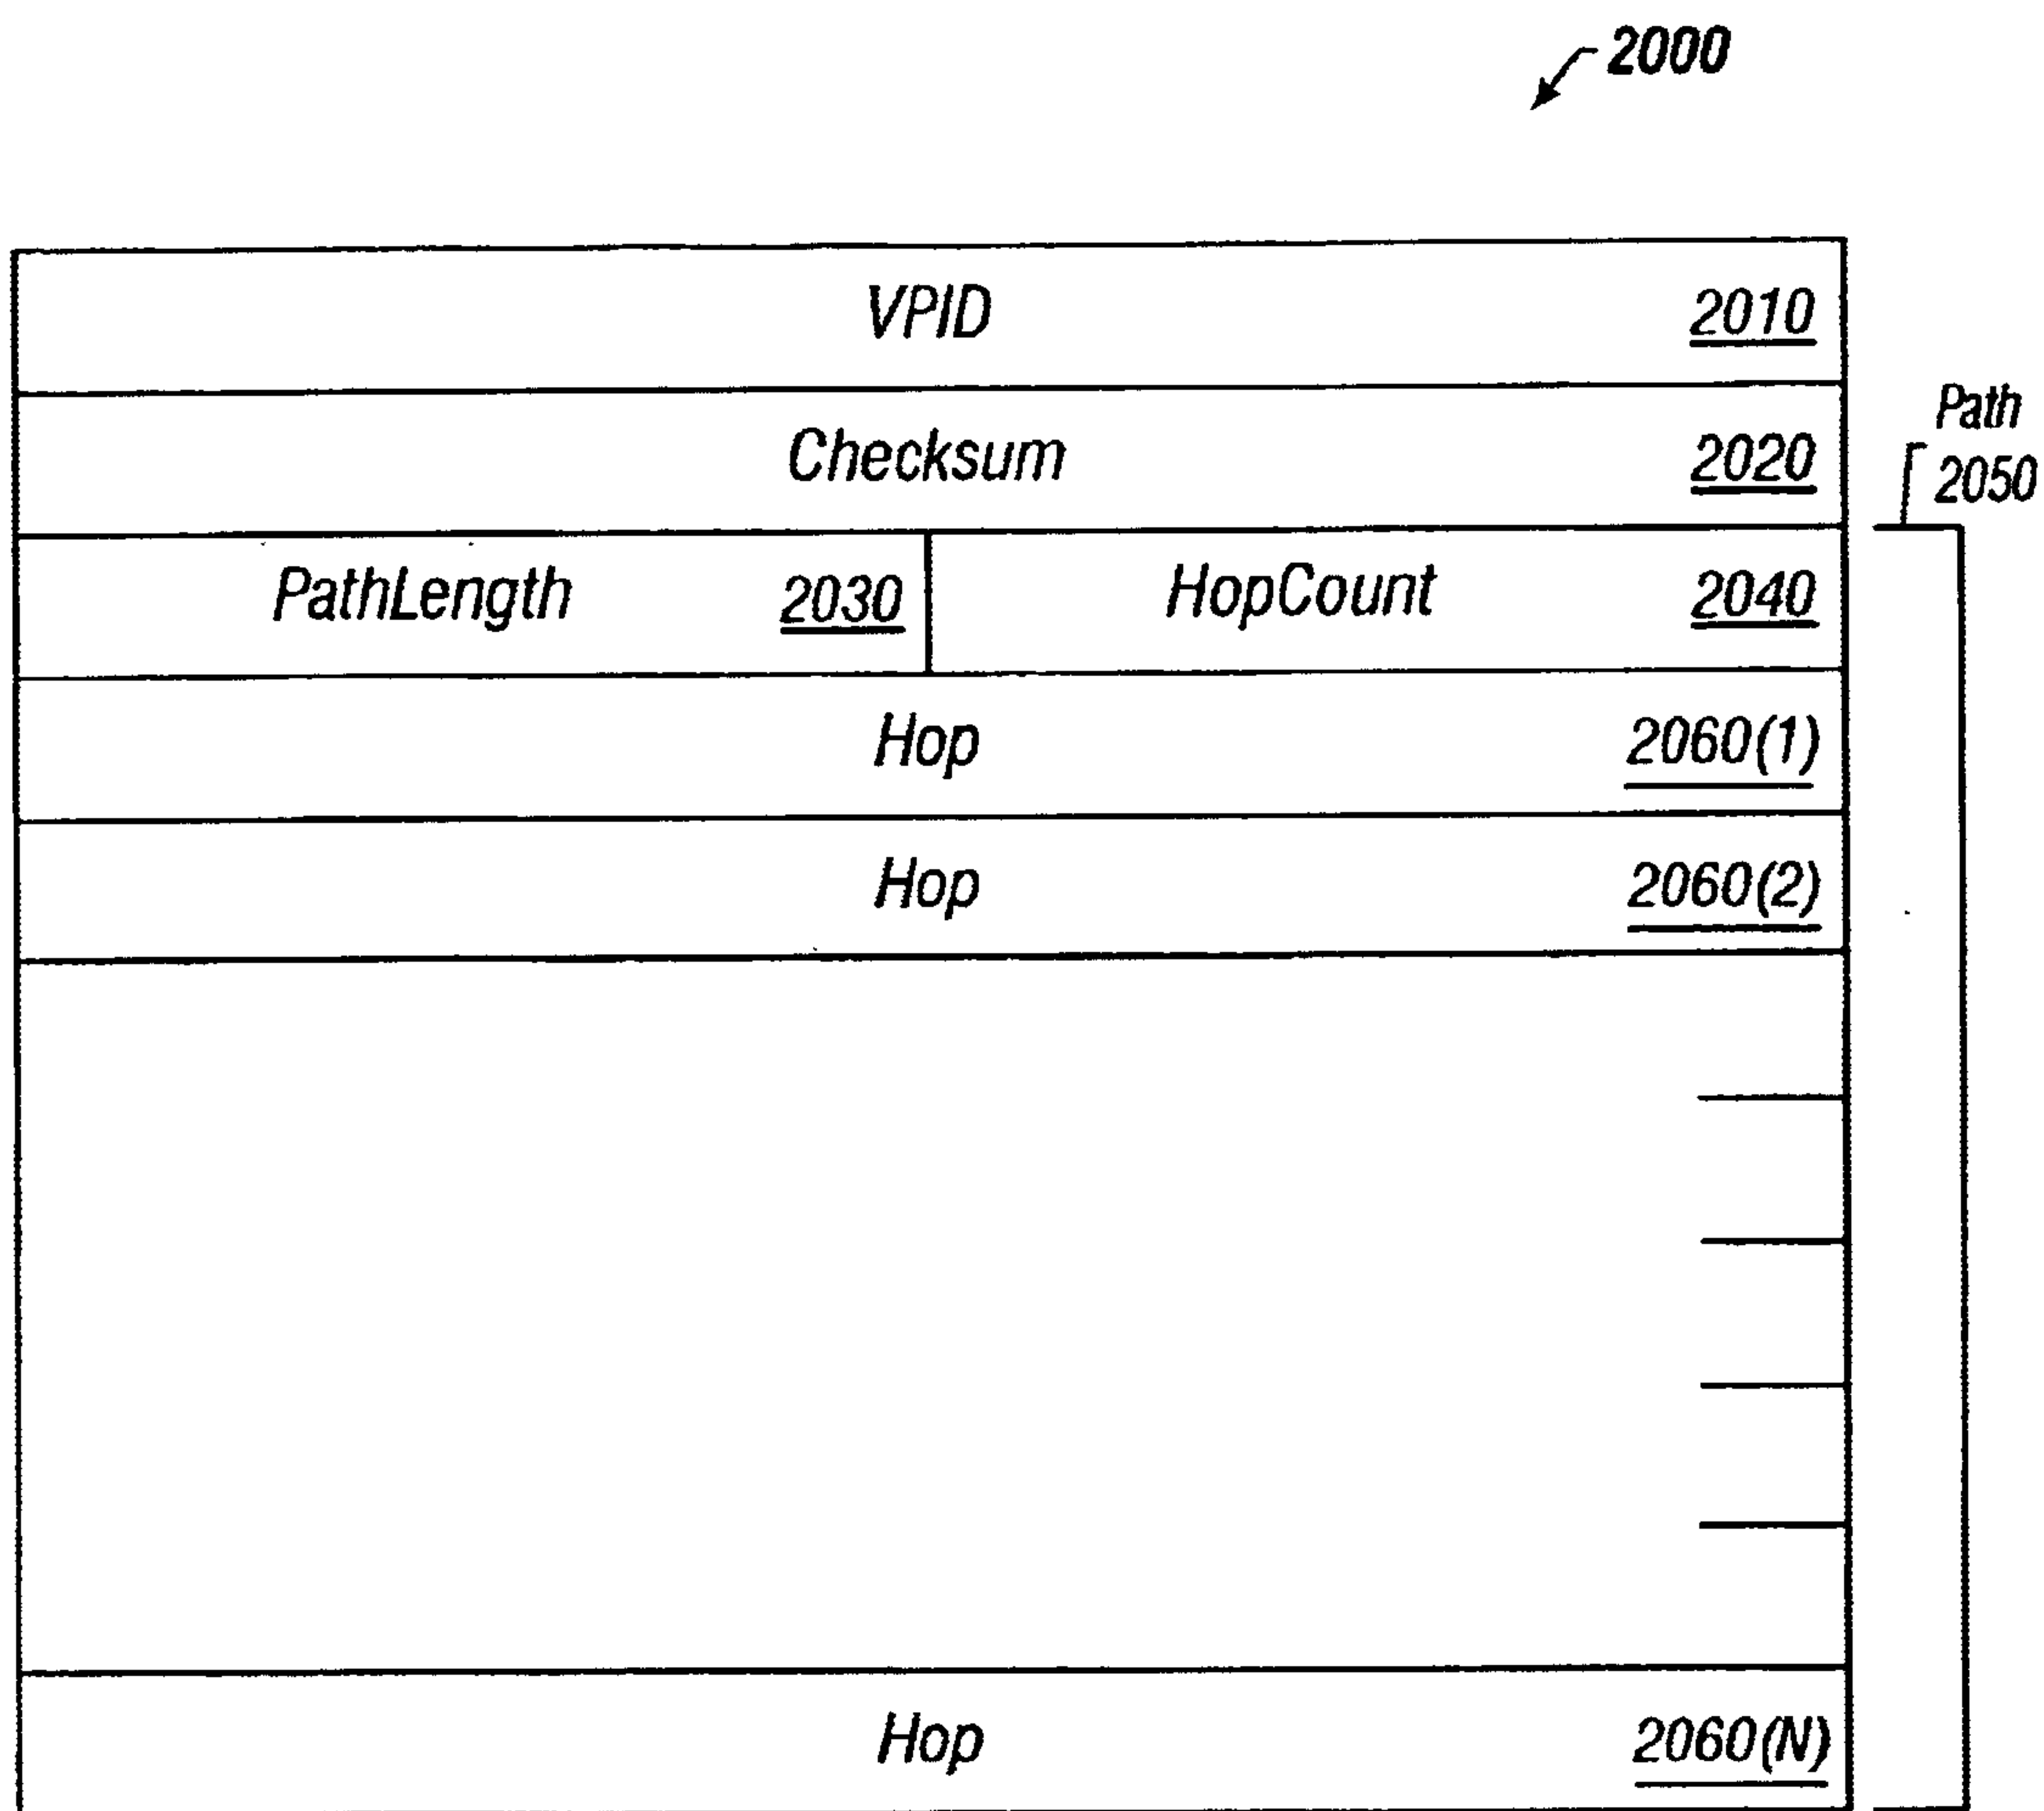 2000
VPID 2010
Checksum 2020
Path
2050
PathLength 2030 HopCount 2040
Hop 2060(1)
Hop 2060(2)
Hop 2060(N)